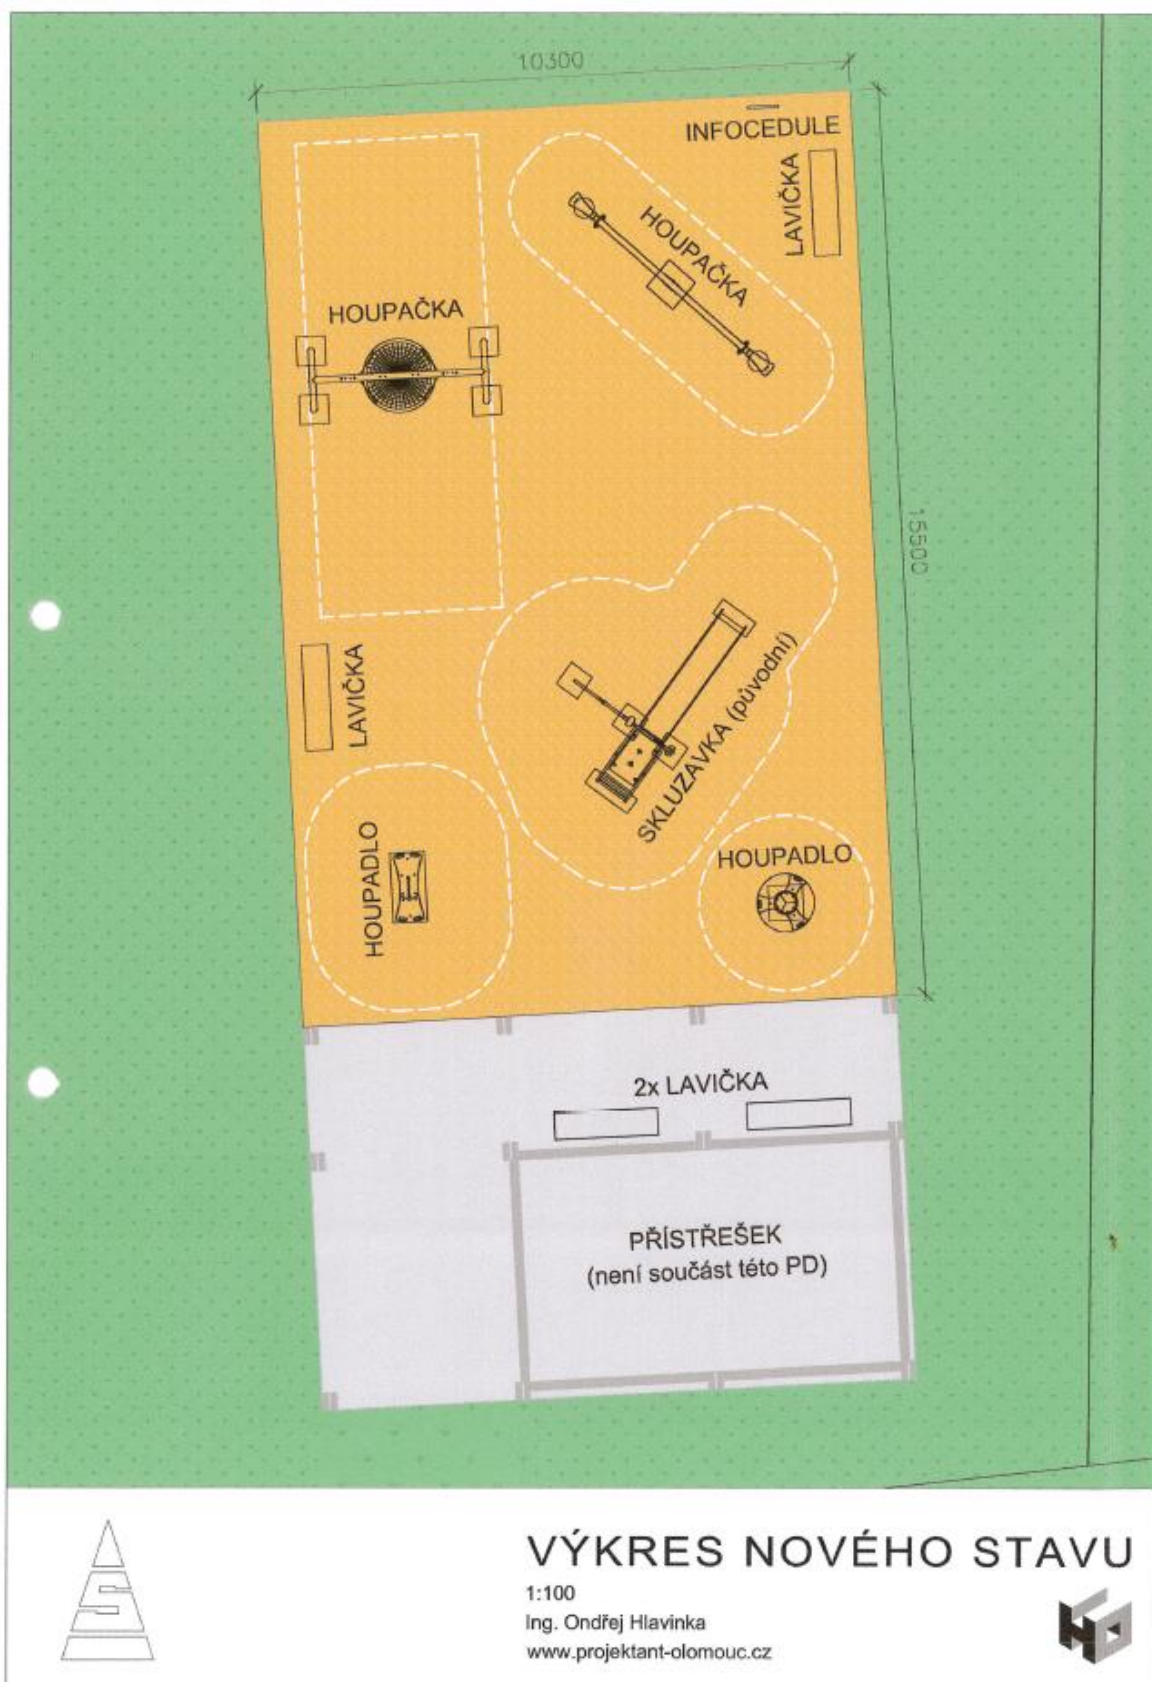 10300
INFOCEDULE
LAVIČKA
HOUPAČKA
HOUPAČKA
15500
LAVIČKA
SKLUZAVKA (původní)
HOUPADLO
HOUPADLO
2x LAVIČKA
PŘÍSTŘEŠEK
(není součást této PD)
S
VÝKRES NOVÉHO STAVU
1:100
Ing. Ondřej Hlavinka
www.projektant-olomouc.cz